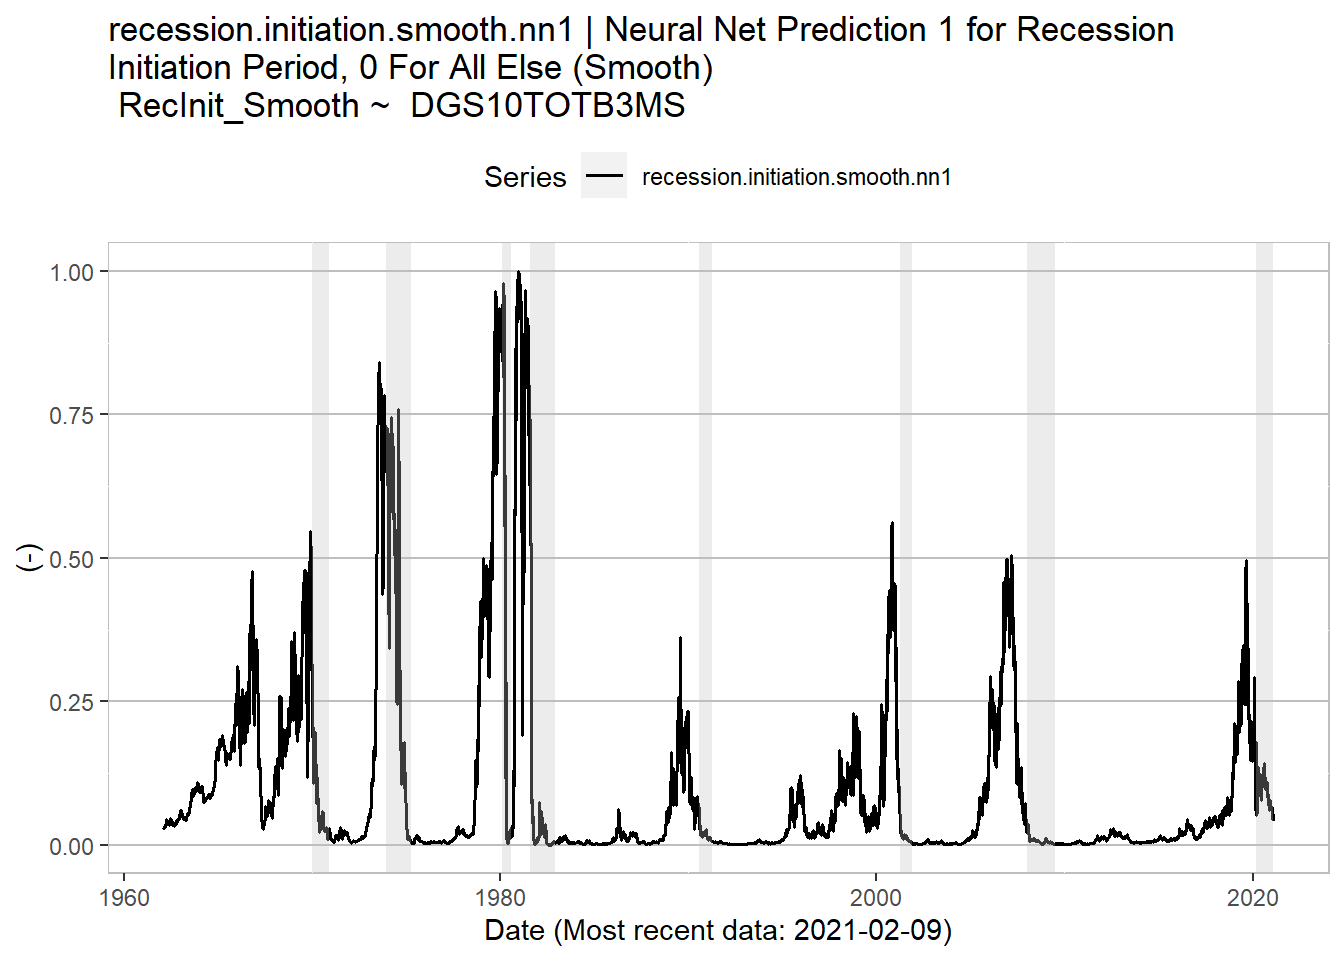 recession.initiation.smooth.nn1 | Neural Net Prediction 1 for Recession
Initiation Period, 0 For All Else (Smooth)
RecInit_Smooth ~  DGS10TOTB3MS
Series
recession.initiation.smooth.nn1
(-)
1.00
0.75
0.50
0.25
0.00
1960
1980
2000
2020
Date (Most recent data: 2021-02-09)